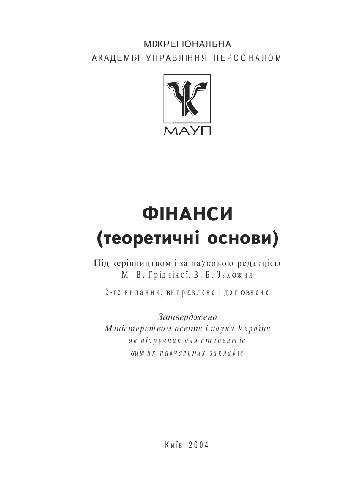 МІЖРЕГІОНАЛЬНА
АКАДЕМІЯ УПРАВЛІННЯ ПЕРСОНАЛОМ
МАУП
ФІНАНСИ
(теоретичні основи)
Під керівництвом і за науковою редакцією
М. В. Грідчіної, В. Б. Захожая
2-ге видання, виправлене і доповнене
Затверджено
Міністерством освіти і науки України
як підручник для студентів
вищих навчальних закладів
Київ 2004